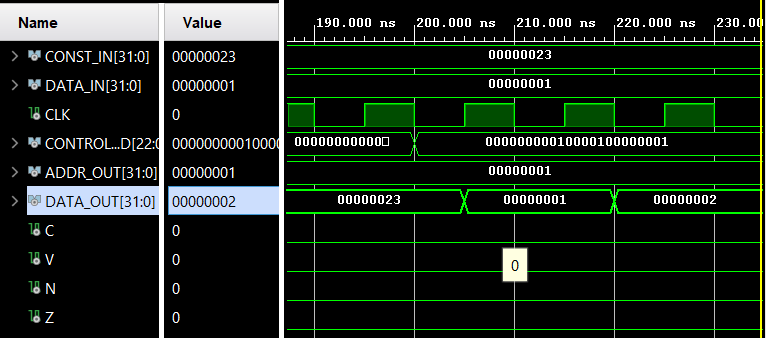 Name Value 190.000 ns 200.000 ns 210.000 ns 220.000 ns 230.00
CONST_IN[31:0] 00000023 00000023
DATA_IN[31:0] 00000001 00000001
CLK 0
CONTROL...D[22:0 000000000010000 000000000000 00000000010000100000001
ADDR_OUT[31:0] 00000001 00000001
DATA_OUT[31:0] 00000002 00000023 00000001 00000002
C 0
V 0
0
N 0
Z 0